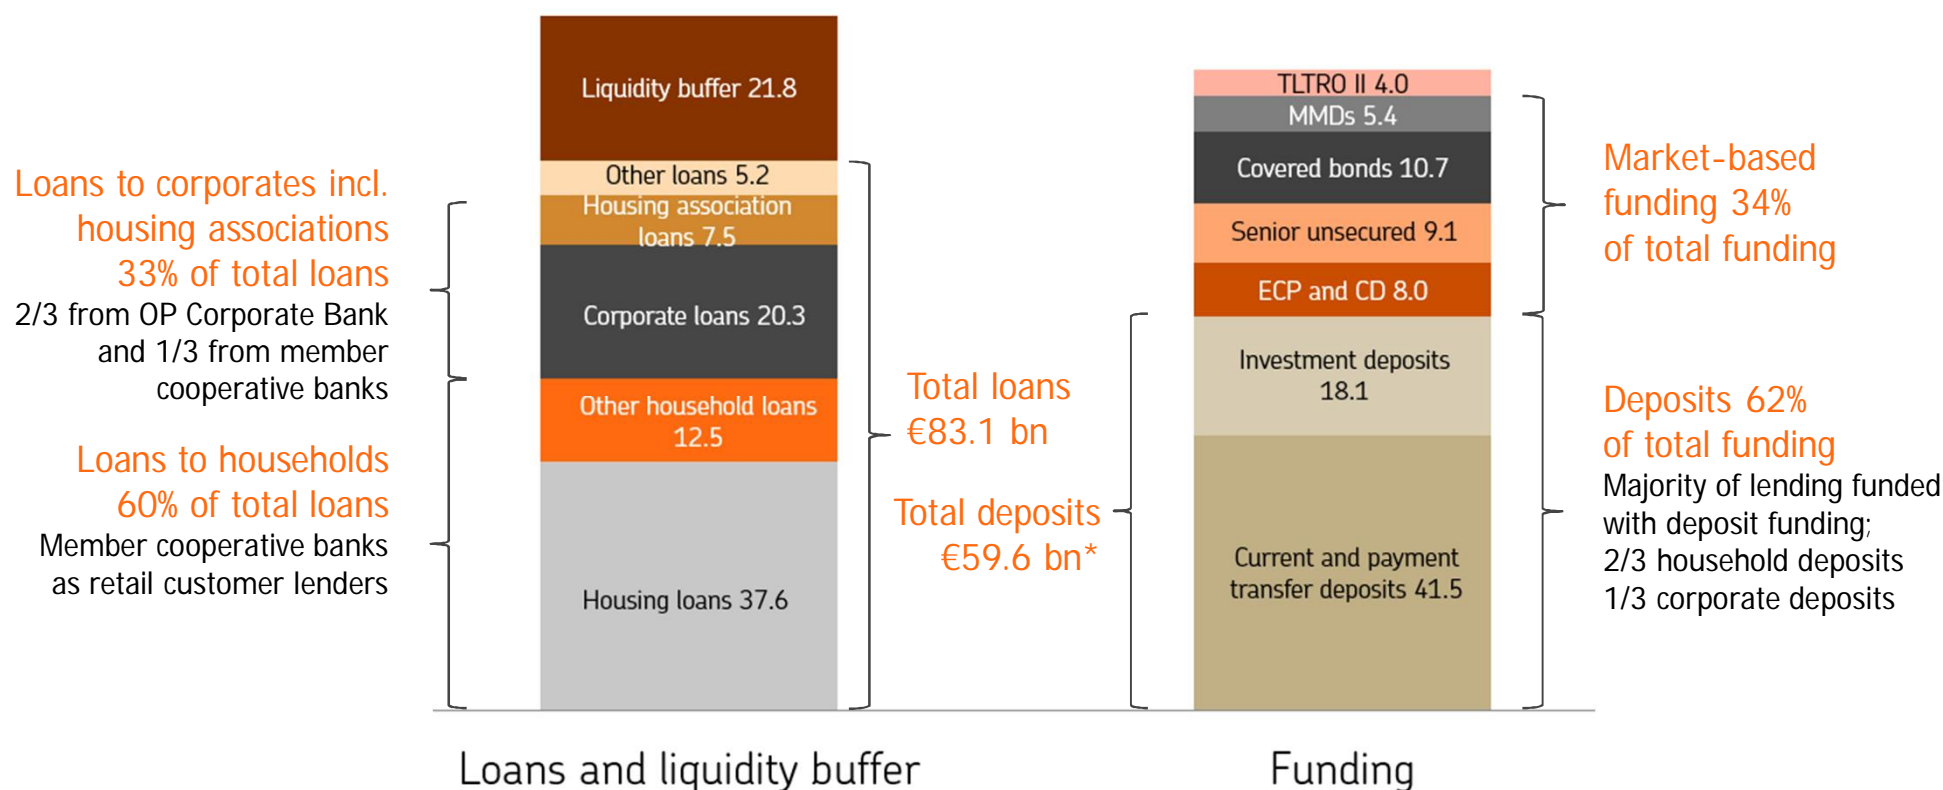 Loans to corporates incl.
housing associations
33% of total loans
2/3 from OP Corporate Bank
and 1/3 from member
cooperative banks
Loans to households
60% of total loans
Member cooperative banks
as retail customer lenders
Liquidity buffer 21.8
Other loans 5.2
Housing association
loans 7.5
Corporate loans 20.3
Other household loans
12.5
Housing loans 37.6
Total loans
€83.1 bn
Total deposits
€59.6 bn*
TLTRO II 4.0
MMDs 5.4
Covered bonds 10.7
Senior unsecured 9.1
ECP and CD 8.0
Investment deposits
18.1
Current and payment
transfer deposits 41.5
Market-based
funding 34%
of total funding
Deposits 62%
of total funding
Majority of lending funded
with deposit funding;
2/3 household deposits
1/3 corporate deposits
Loans and liquidity buffer
Funding